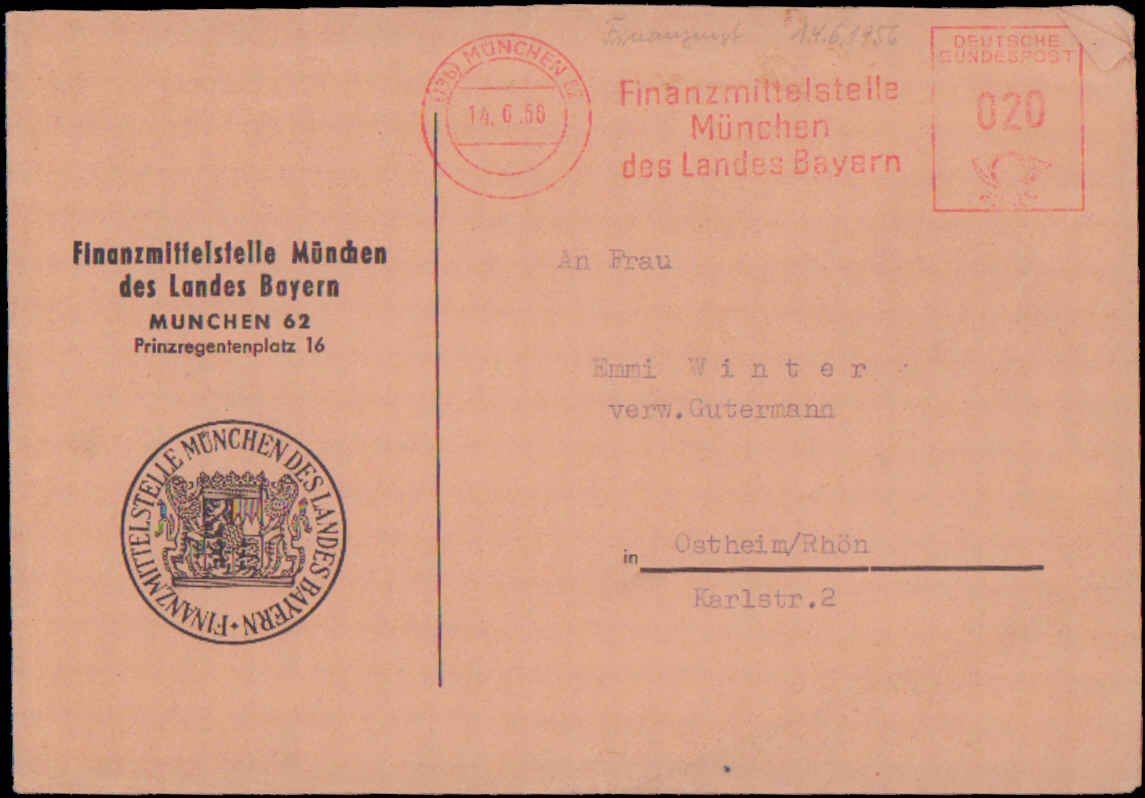 14.6.1956
(13b) MÜNCHEN
14.6.56
Finanzmittelstelle
München
des Landes Bayern
DEUTSCHE
BUNDESPOST
020
Finanzmittelstelle München
des Landes Bayern
MÜNCHEN 62
Prinzregentenplatz 16
An Frau
Emmi Winter
verw.Gutermann
in Ostheim/Rhön
Karlstr.2
FINANZMITTELSTELLE MÜNCHEN DES LANDES BAYERN